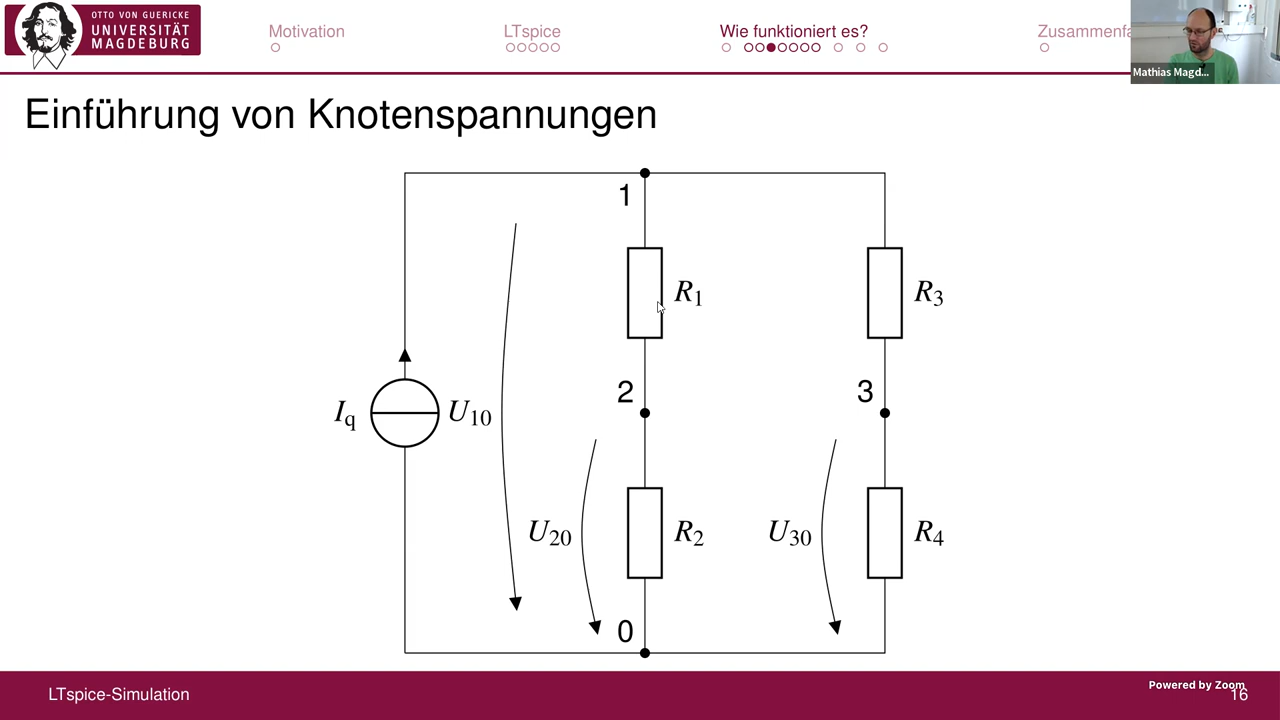 OTTO VON GUERICKE
UNIVERSITÄT
MAGDEBURG
Motivation
LTspice
Wie funktioniert es?
Zusammenfa
Mathias Magd...
Einführung von Knotenspannungen
1
R1
R3
2
3
Iq
U10
U20
R2
U30
R4
0
LTspice-Simulation
Powered by Zoom
16